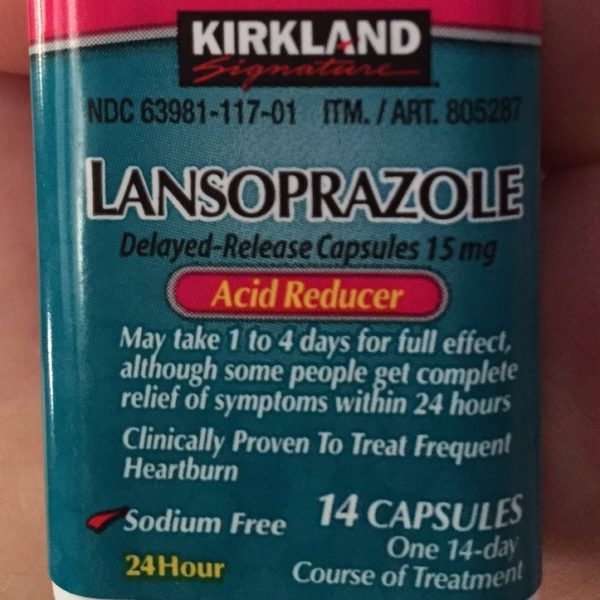 KIRKLAND
Signature
NDC 63981-117-01 ITM. / ART. 805287
LANSOPRAZOLE
Delayed-Release Capsules 15 mg
Acid Reducer
May take 1 to 4 days for full effect,
although some people get complete
relief of symptoms within 24 hours
Clinically Proven To Treat Frequent
Heartburn
Sodium Free
14 CAPSULES
24Hour
One 14-day
Course of Treatment